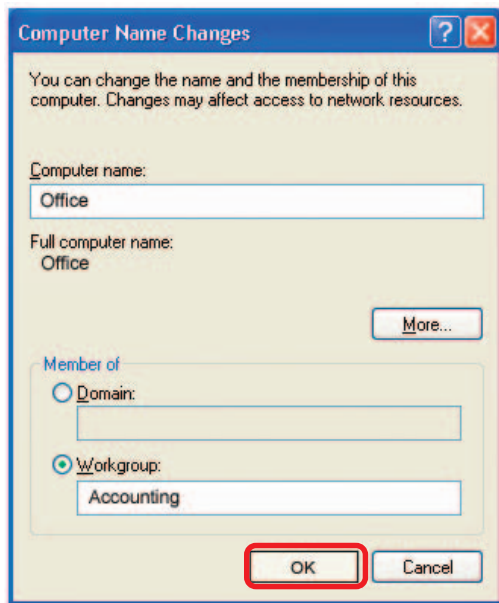 Computer Name Changes
You can change the name and the membership of this
computer. Changes may affect access to network resources.
Computer name:
Office
Full computer name:
Office
More...
Member of
Domain:
Workgroup:
Accounting
OK Cancel